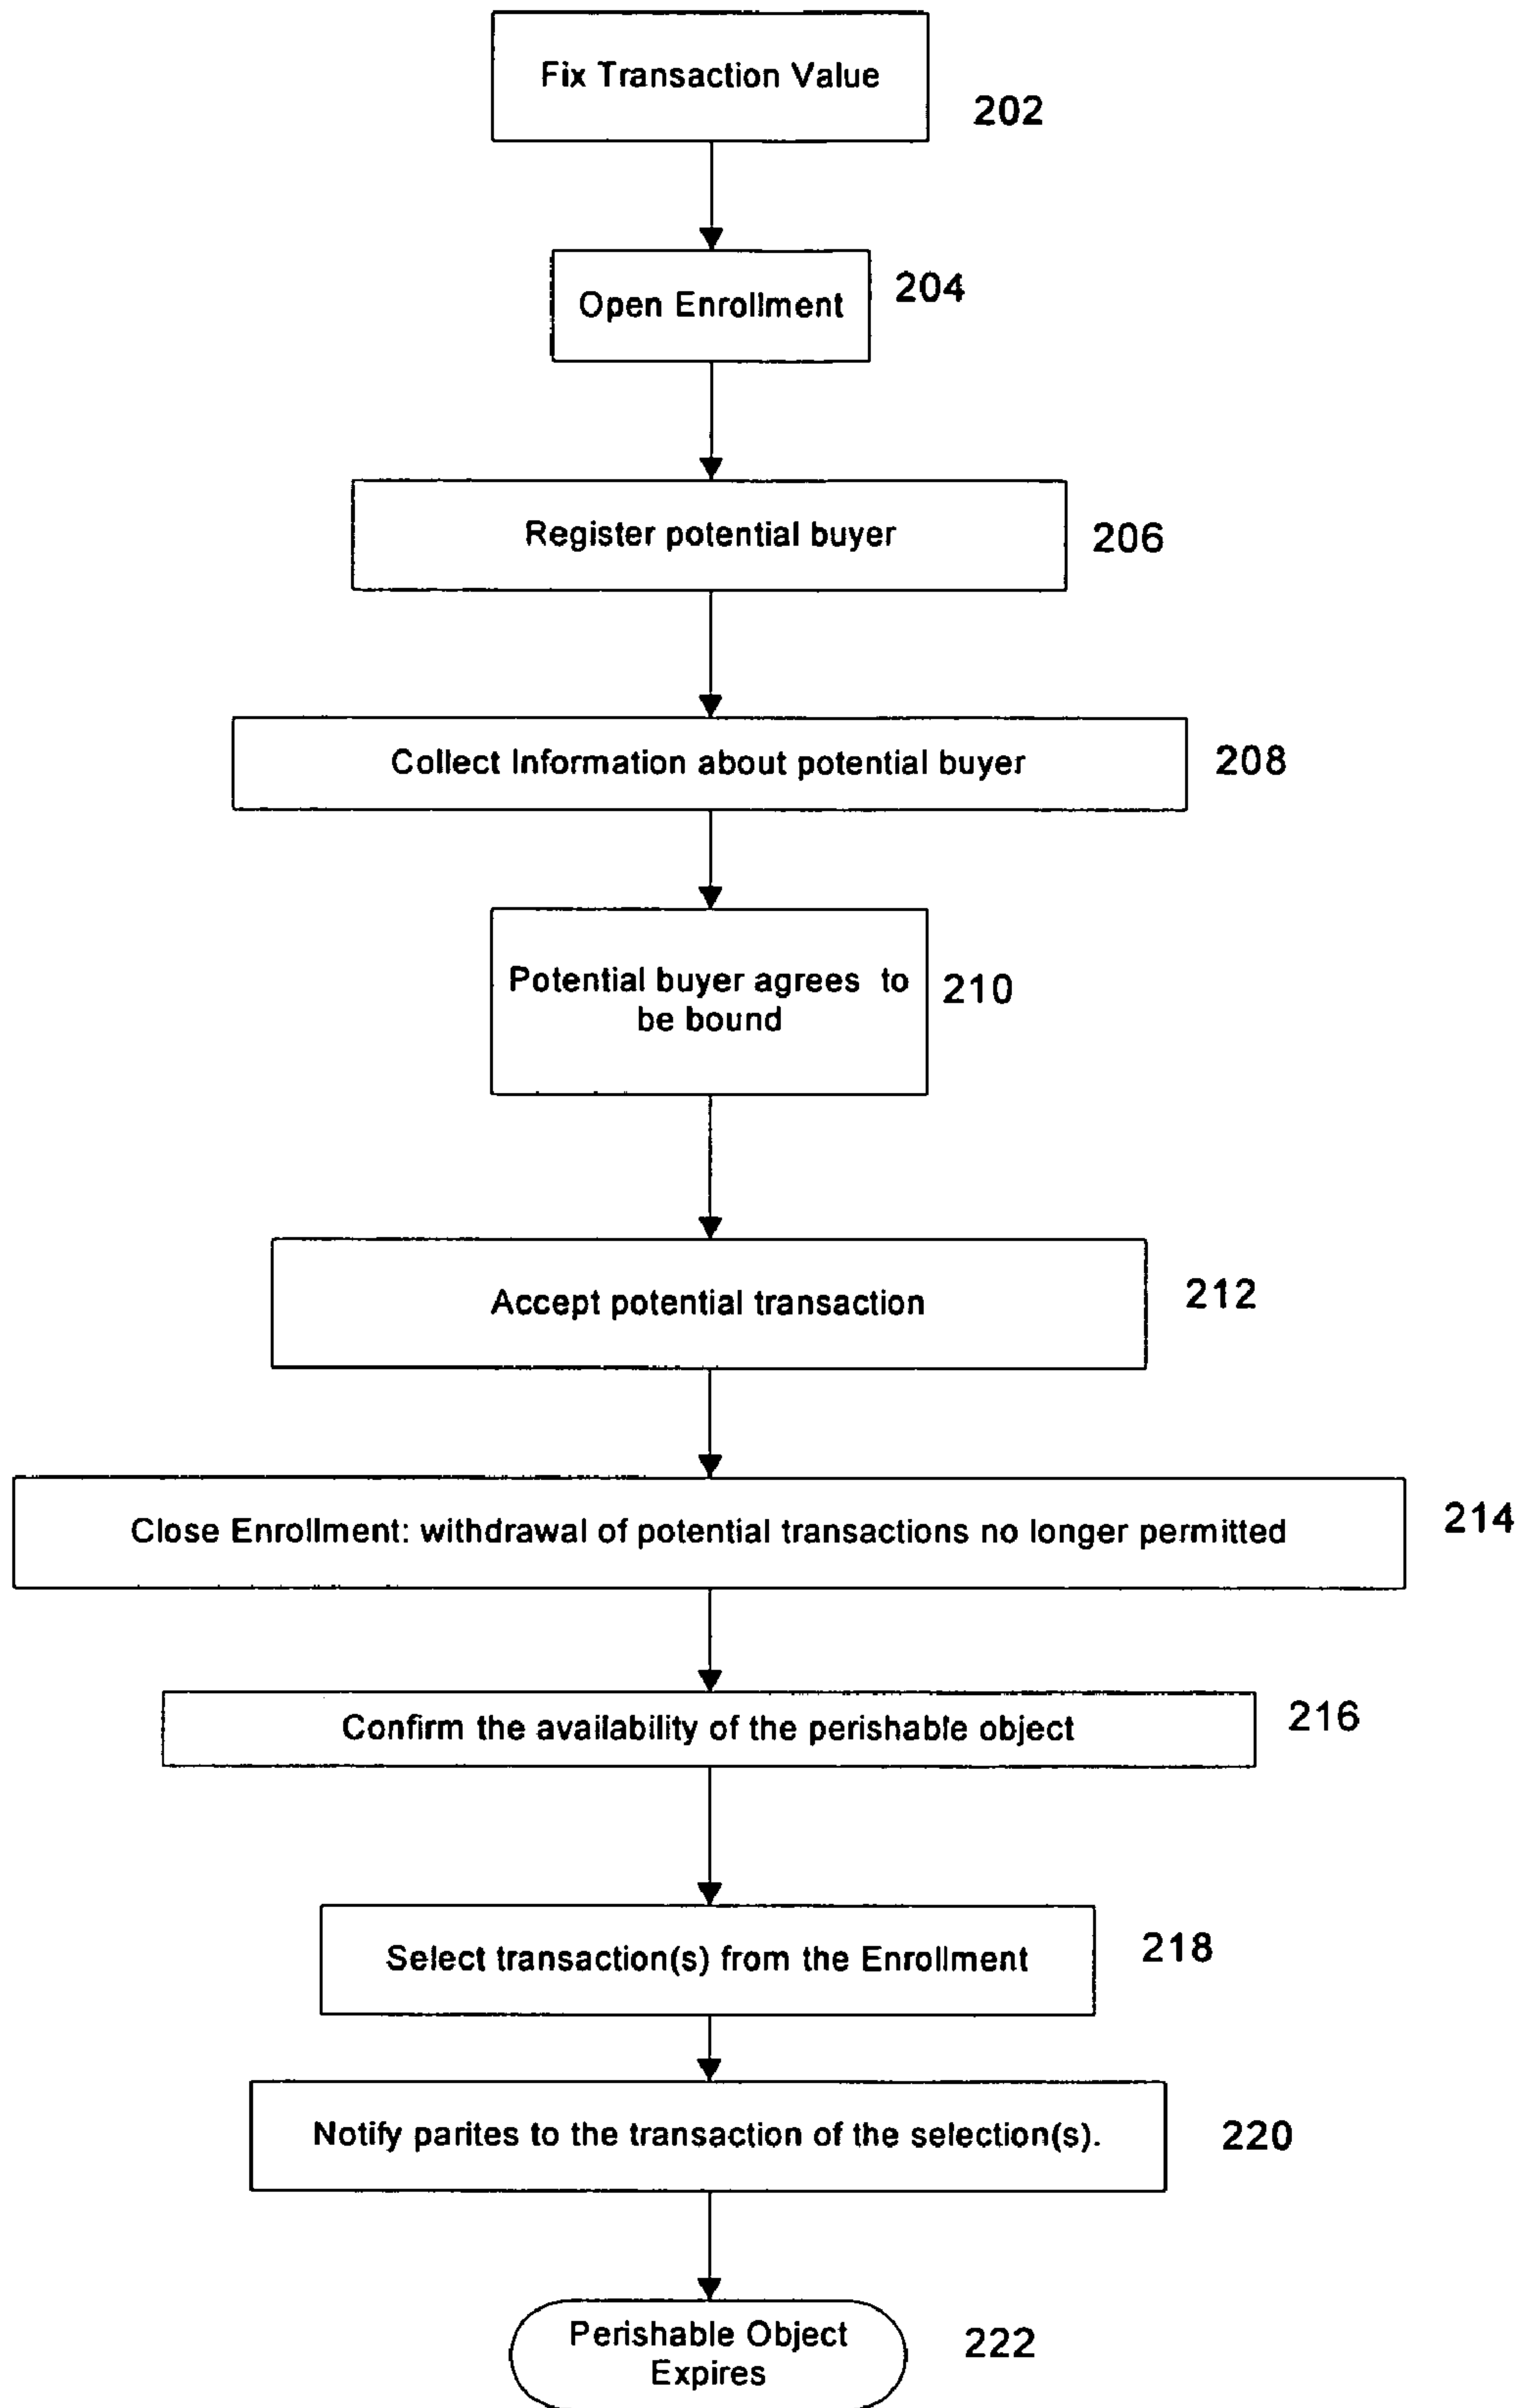 Fix Transaction Value
202
Open Enrollment
204
Register potential buyer
206
Collect Information about potential buyer
208
Potential buyer agrees to
be bound
210
Accept potential transaction
212
Close Enrollment: withdrawal of potential transactions no longer permitted
214
Confirm the availability of the perishable object
216
Select transaction(s) from the Enrollment
218
Notify parites to the transaction of the selection(s).
220
Perishable Object
Expires
222